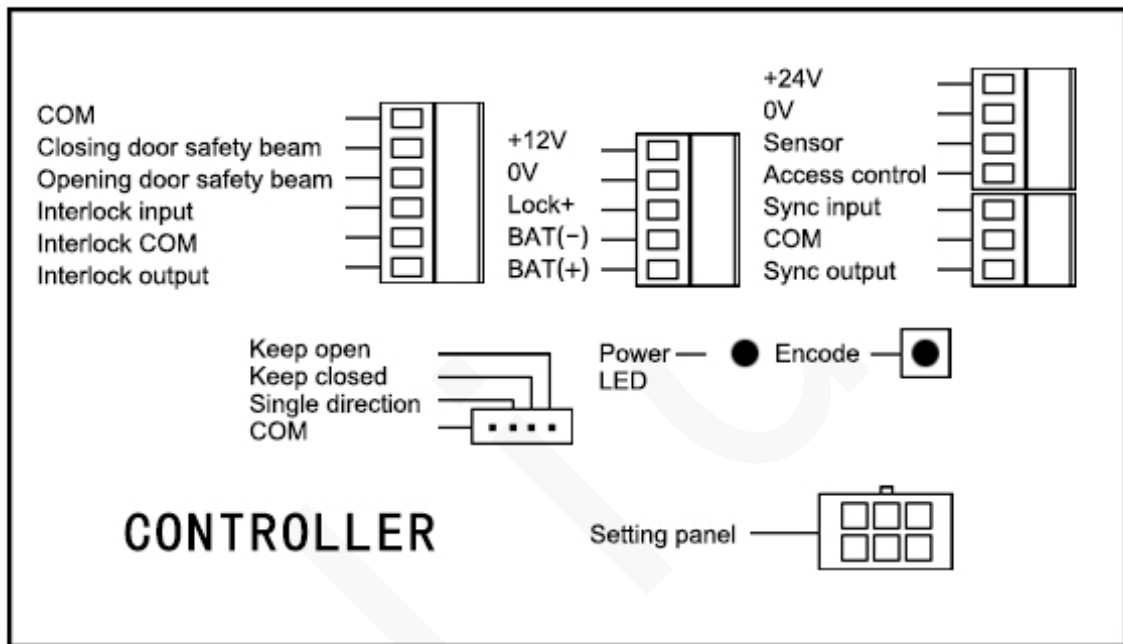 COM
Closing door safety beam
Opening door safety beam
Interlock input
Interlock COM
Interlock output
+12V
0V
Lock+
BAT(−)
BAT(+)
+24V
0V
Sensor
Access control
Sync input
COM
Sync output
Keep open
Keep closed
Single direction
COM
Power
LED
Encode
CONTROLLER
Setting panel